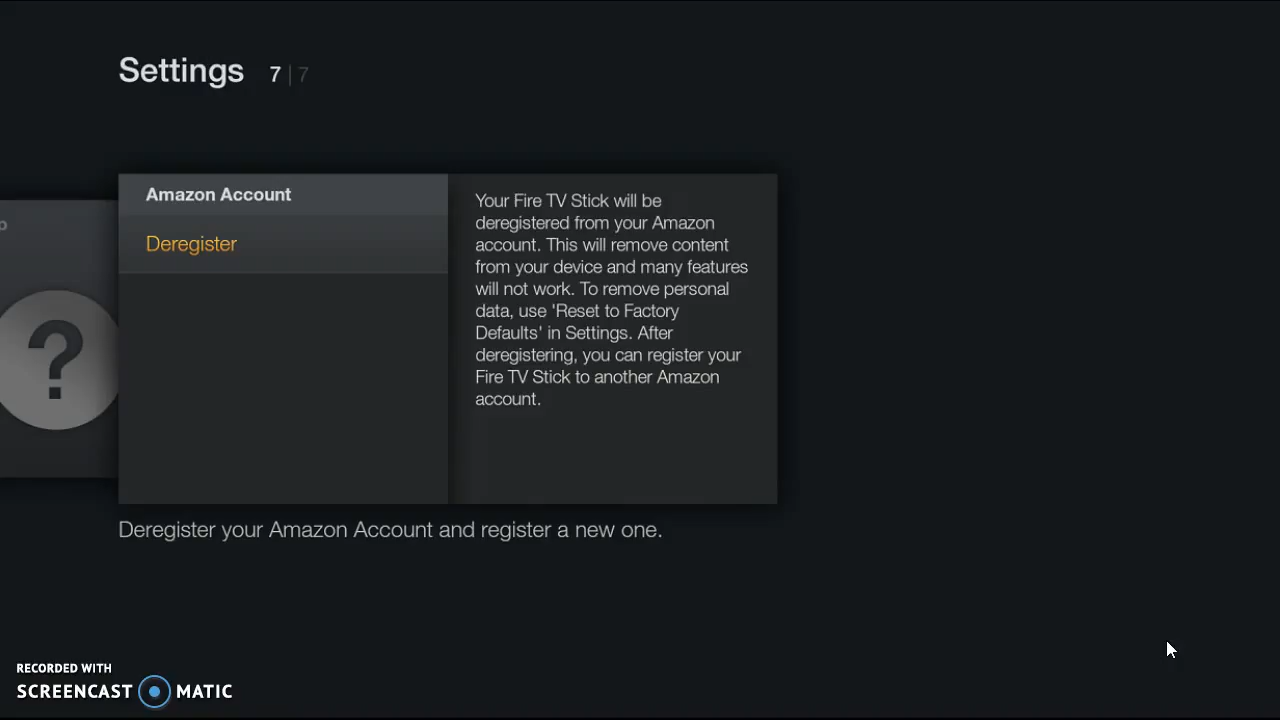 Settings 7 | 7
Amazon Account
Deregister
Your Fire TV Stick will be
deregistered from your Amazon
account. This will remove content
from your device and many features
will not work. To remove personal
data, use 'Reset to Factory
Defaults' in Settings. After
deregistering, you can register your
Fire TV Stick to another Amazon
account.
Deregister your Amazon Account and register a new one.
RECORDED WITH
SCREENCAST MATIC